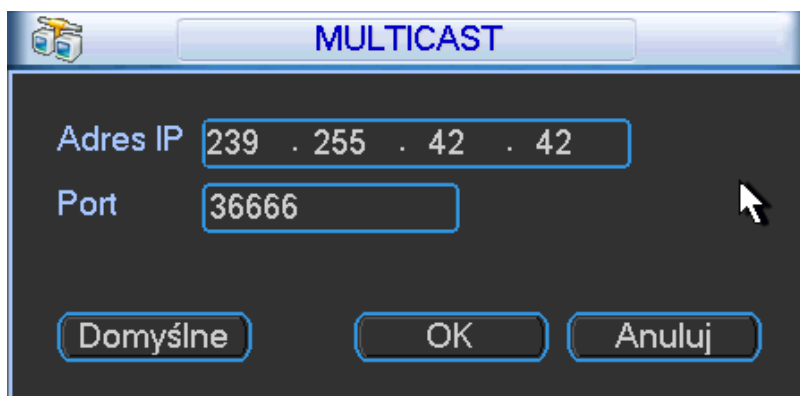 MULTICAST
Adres IP 239 . 255 . 42 . 42
Port 36666
Domyślne OK Anuluj